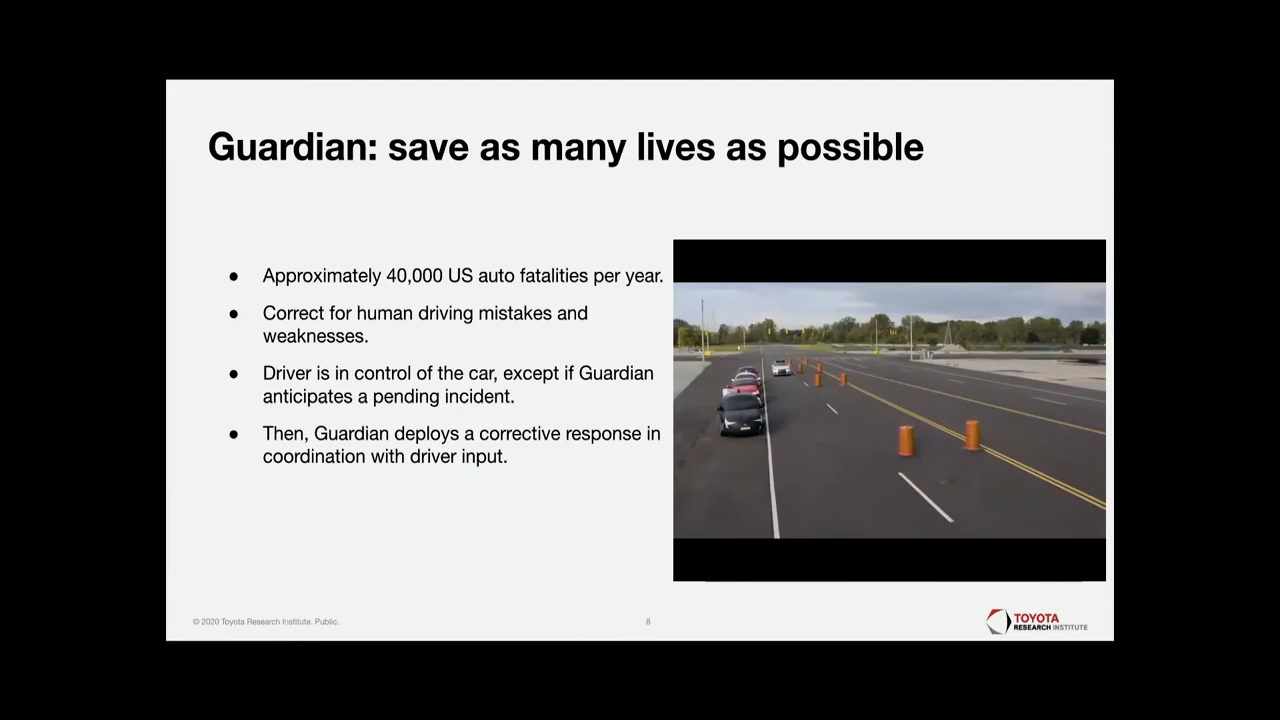 Guardian: save as many lives as possible
● Approximately 40,000 US auto fatalities per year.
● Correct for human driving mistakes and
weaknesses.
● Driver is in control of the car, except if Guardian
anticipates a pending incident.
● Then, Guardian deploys a corrective response in
coordination with driver input.
© 2020 Toyota Research Institute. Public.
8
TOYOTA
RESEARCH INSTITUTE